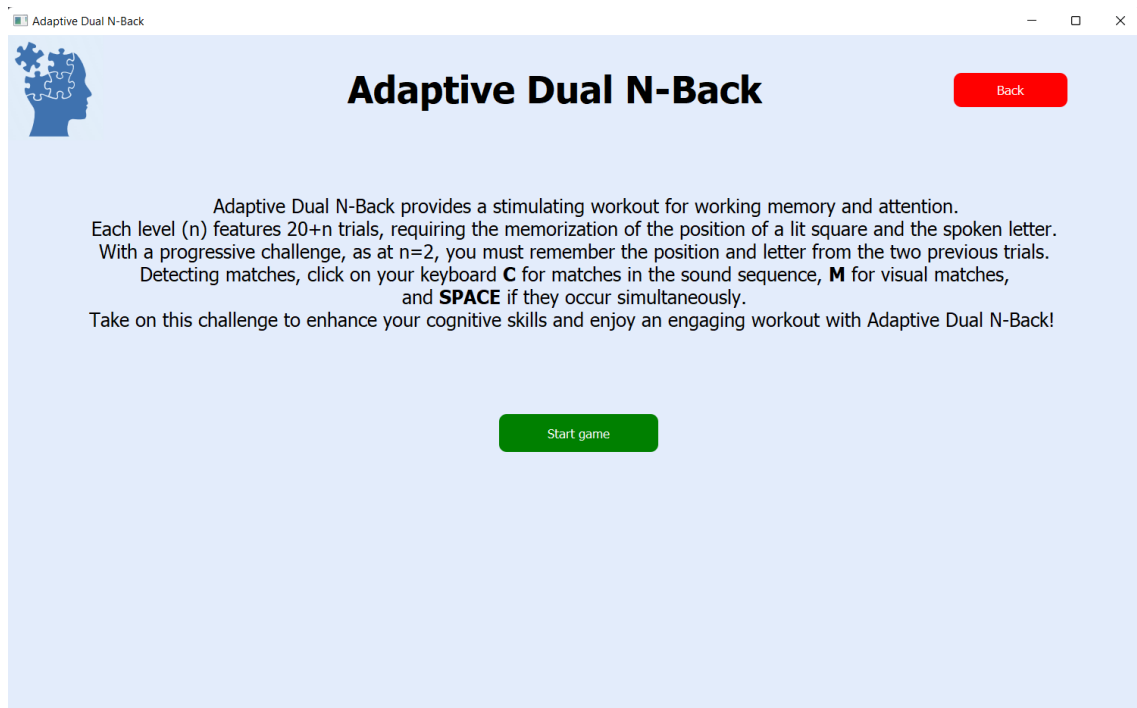 Adaptive Dual N-Back
Adaptive Dual N-Back
Back
Adaptive Dual N-Back provides a stimulating workout for working memory and attention.
Each level (n) features 20+n trials, requiring the memorization of the position of a lit square and the spoken letter.
With a progressive challenge, as at n=2, you must remember the position and letter from the two previous trials.
Detecting matches, click on your keyboard C for matches in the sound sequence, M for visual matches,
and SPACE if they occur simultaneously.
Take on this challenge to enhance your cognitive skills and enjoy an engaging workout with Adaptive Dual N-Back!
Start game